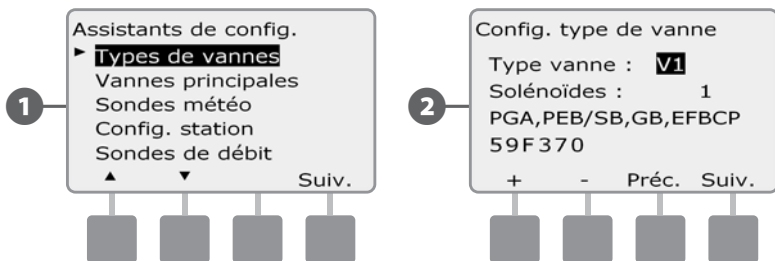 1
Assistants de config.
► Types de vannes
Vannes principales
Sondes météo
Config. station
Sondes de débit
▲ ▼ Suiv.
2
Config. type de vanne
Type vanne : V1
Solénoïdes : 1
PGA,PEB/SB,GB,EFBCP
59F370
+ - Préc. Suiv.